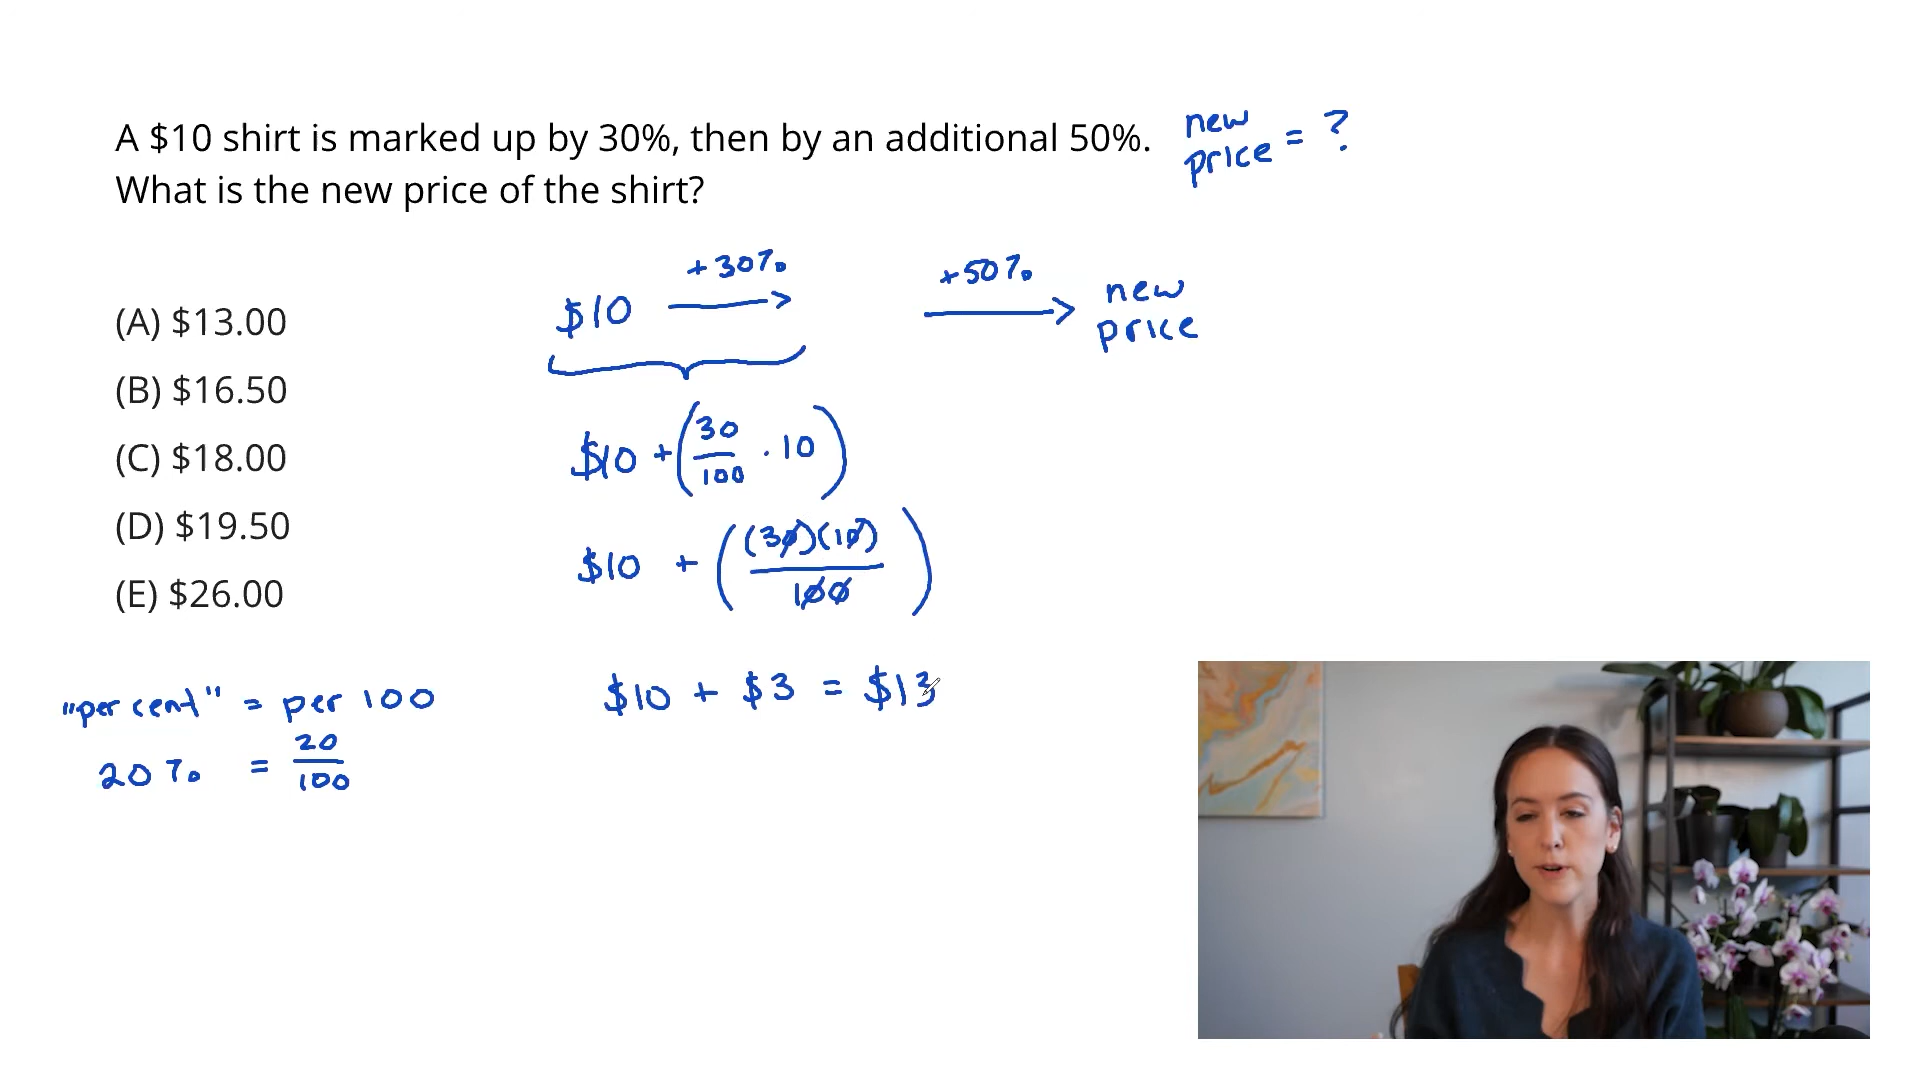 A $10 shirt is marked up by 30%, then by an additional 50%.
What is the new price of the shirt?
new
price = ?
(A) $13.00
(B) $16.50
(C) $18.00
(D) $19.50
(E) $26.00
+30%
+50%
$10
new
price
$10 + (30/100 · 10)
$10 + ((30)(10)/100)
$10 + $3 = $13
"per cent" = per 100
20% = 20/100